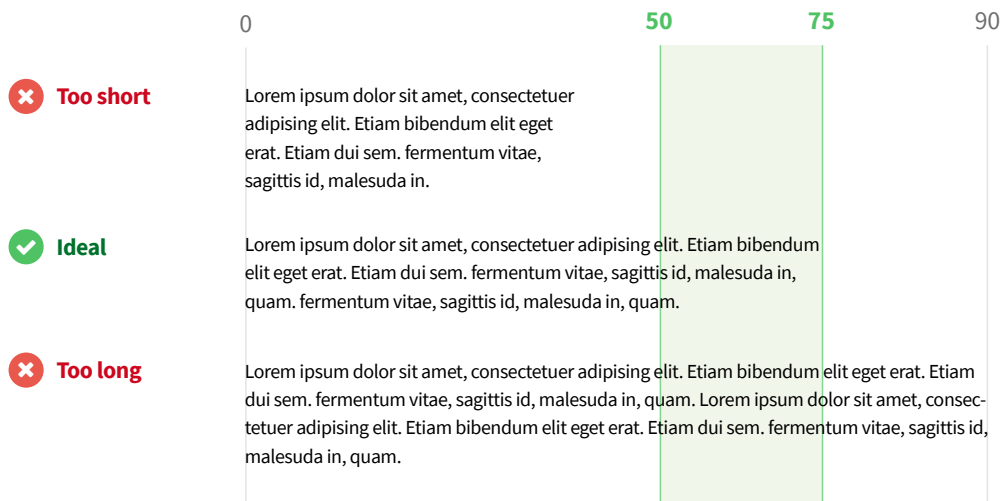 0 50 75 90
Too short
Lorem ipsum dolor sit amet, consectetuer
adipising elit. Etiam bibendum elit eget
erat. Etiam dui sem. fermentum vitae,
sagittis id, malesuda in.
Ideal
Lorem ipsum dolor sit amet, consectetuer adipising elit. Etiam bibendum
elit eget erat. Etiam dui sem. fermentum vitae, sagittis id, malesuda in,
quam. fermentum vitae, sagittis id, malesuda in, quam.
Too long
Lorem ipsum dolor sit amet, consectetuer adipising elit. Etiam bibendum elit eget erat. Etiam
dui sem. fermentum vitae, sagittis id, malesuda in, quam. Lorem ipsum dolor sit amet, consec-
tetuer adipising elit. Etiam bibendum elit eget erat. Etiam dui sem. fermentum vitae, sagittis id,
malesuda in, quam.